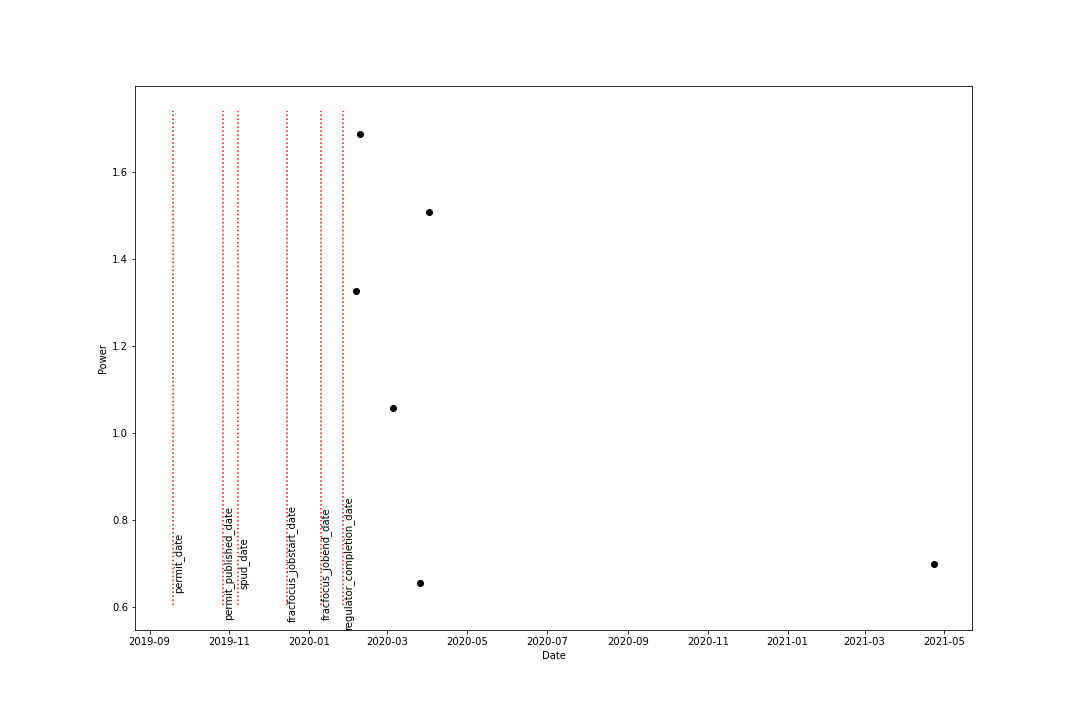 1.6
1.4
1.2
1.0
0.8
0.6
Power
permit_date
permit_published_date
spud_date
fracfocus_jobstart_date
fracfocus_jobend_date
regulator_completion_date
2019-09
2019-11
2020-01
2020-03
2020-05
2020-07
2020-09
2020-11
2021-01
2021-03
2021-05
Date